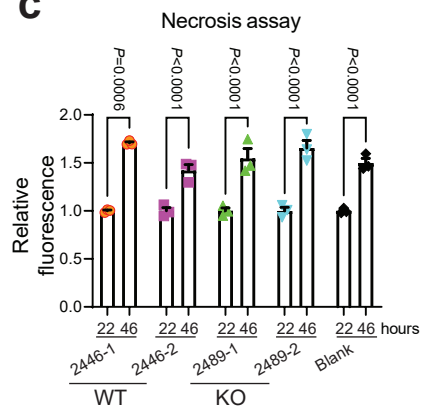 C
Necrosis assay
P=0.0006 P<0.0001 P<0.0001 P<0.0001 P<0.0001
Relative
fluorescence
2.0
1.5
1.0
0.5
0.0
22 46 22 46 22 46 22 46 22 46 hours
2446-1 2446-2 2489-1 2489-2 Blank
WT KO